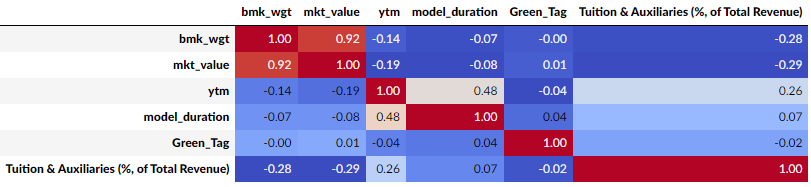 bmk_wgt mkt_value ytm model_duration Green_Tag Tuition & Auxiliaries (%, of Total Revenue)
bmk_wgt 1.00 0.92 -0.14 -0.07 -0.00 -0.28
mkt_value 0.92 1.00 -0.19 -0.08 0.01 -0.29
ytm -0.14 -0.19 1.00 0.48 -0.04 0.26
model_duration -0.07 -0.08 0.48 1.00 0.04 0.07
Green_Tag -0.00 0.01 -0.04 0.04 1.00 -0.02
Tuition & Auxiliaries (%, of Total Revenue) -0.28 -0.29 0.26 0.07 -0.02 1.00